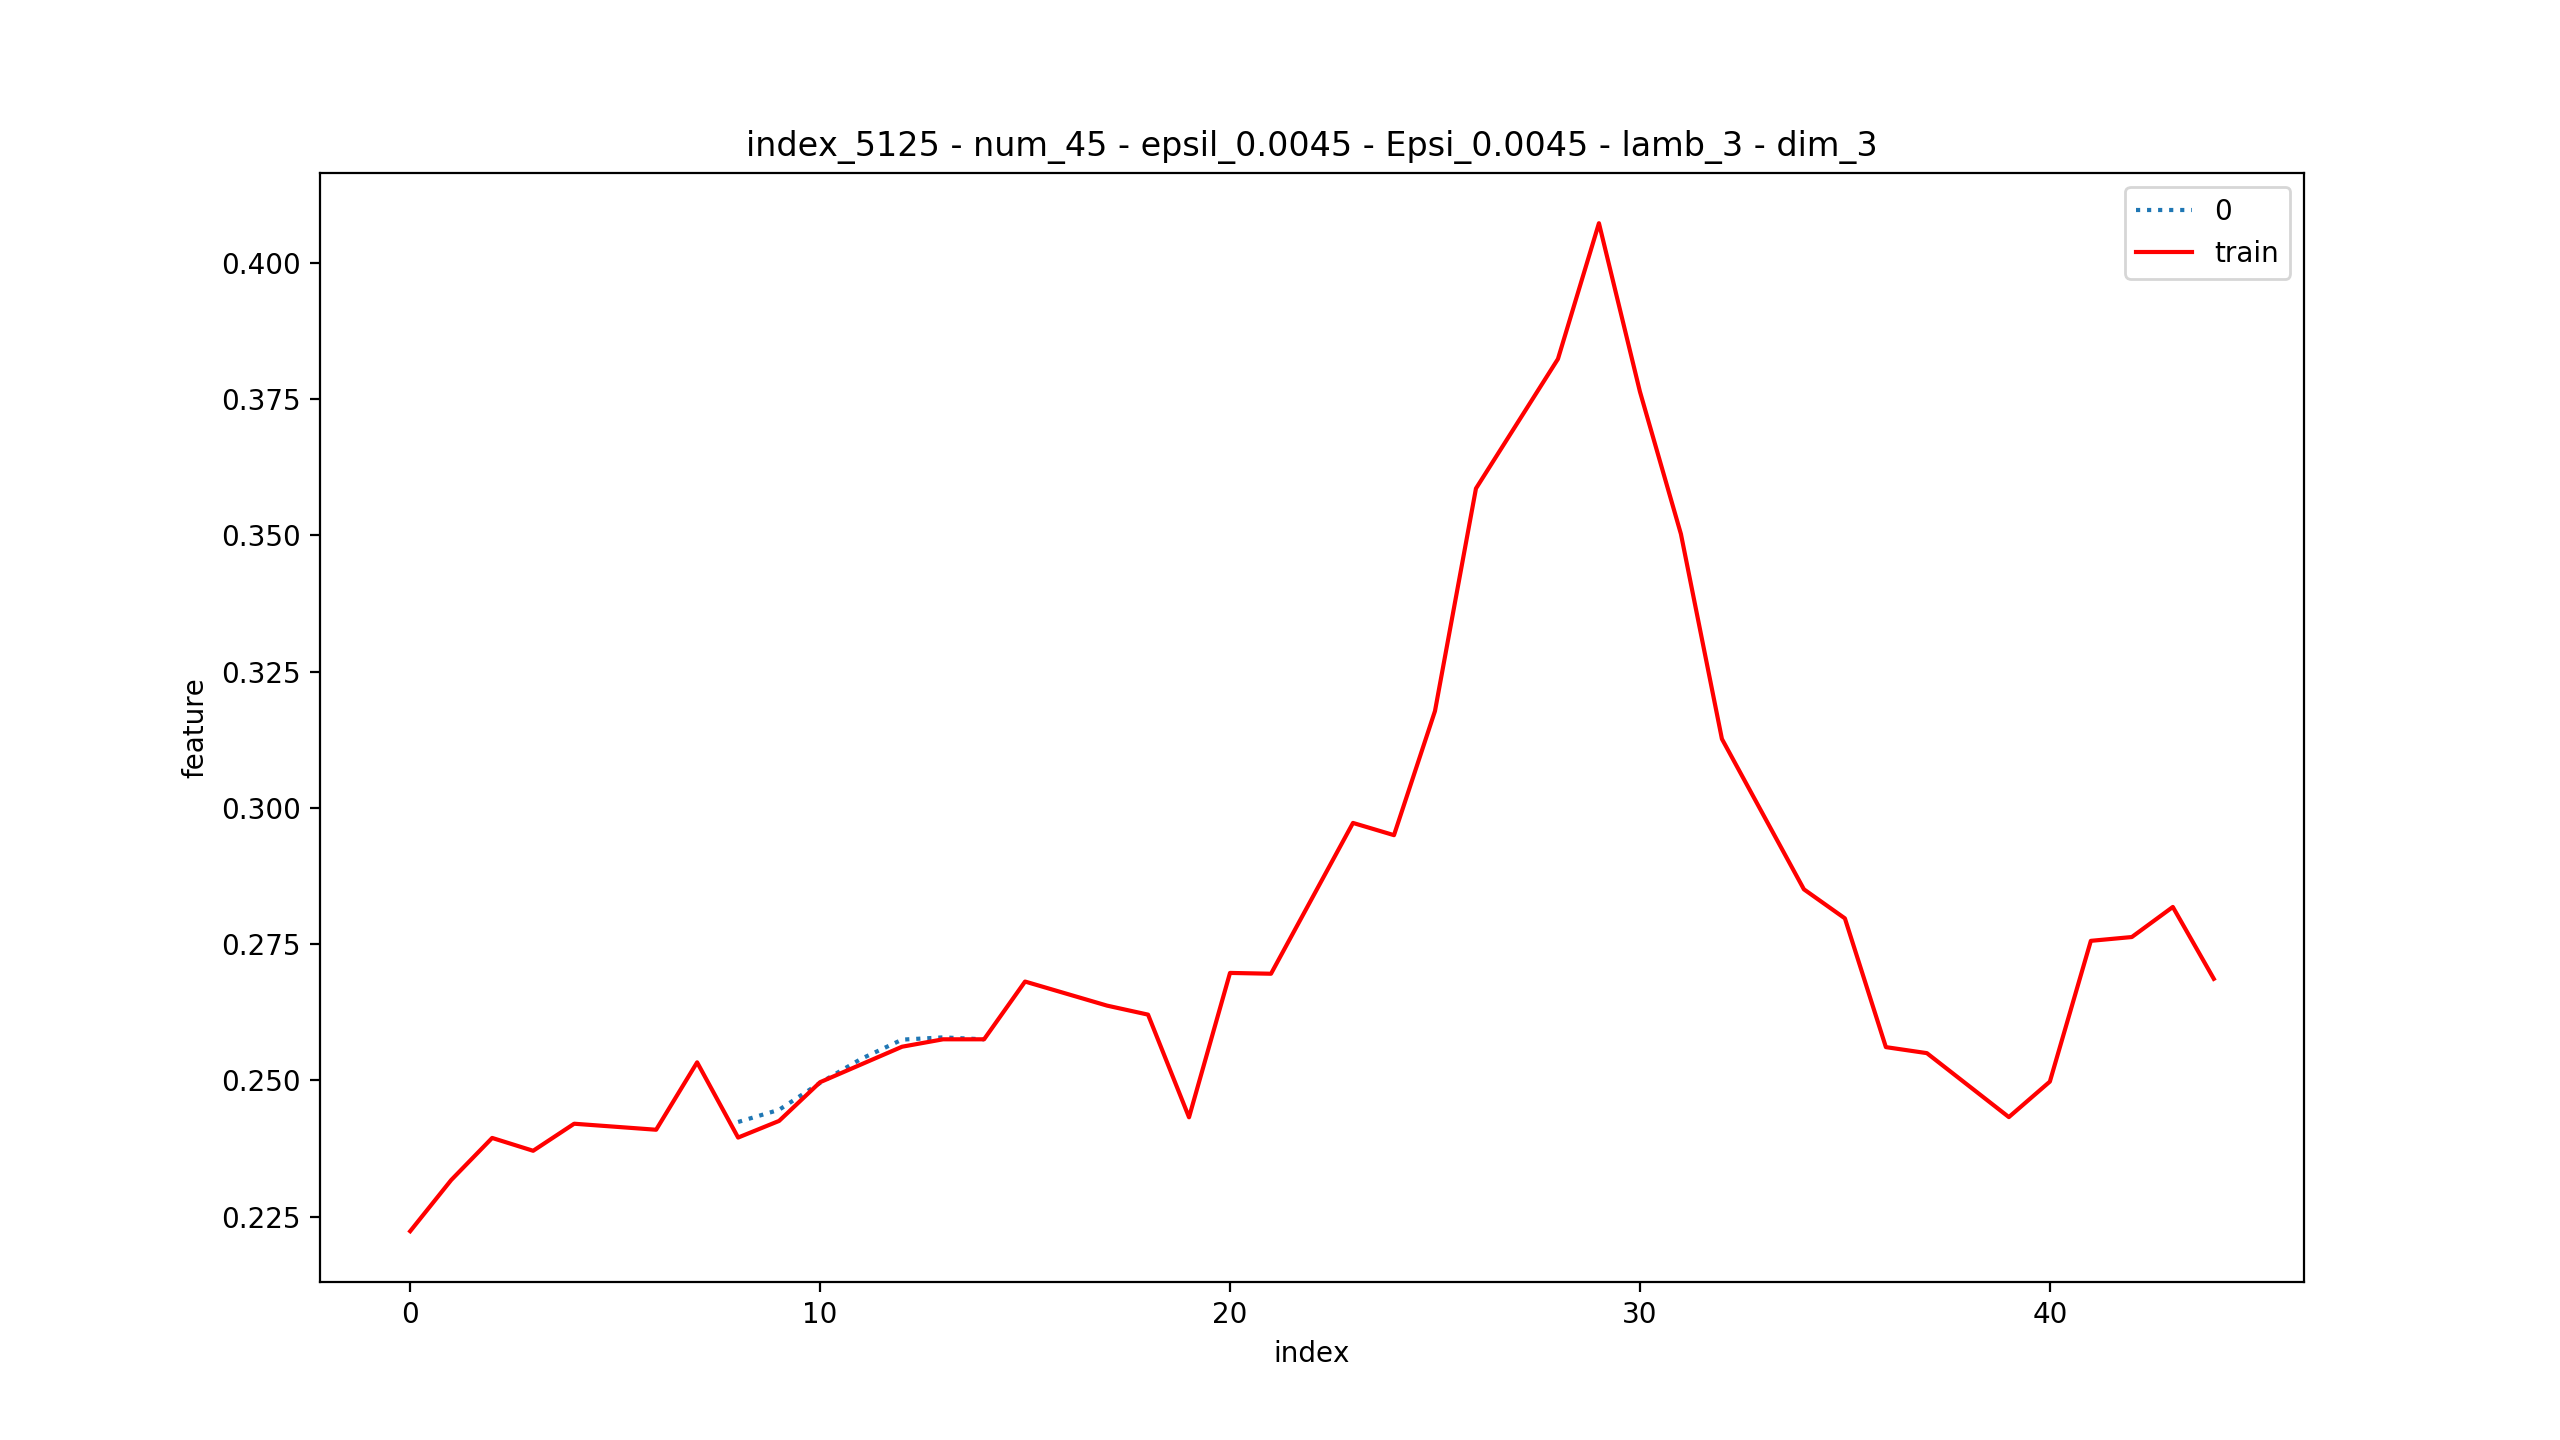 index_5125 - num_45 - epsil_0.0045 - Epsi_0.0045 - lamb_3 - dim_3
0
train
0.400
0.375
0.350
0.325
0.300
0.275
0.250
0.225
feature
0 10 20 30 40
index